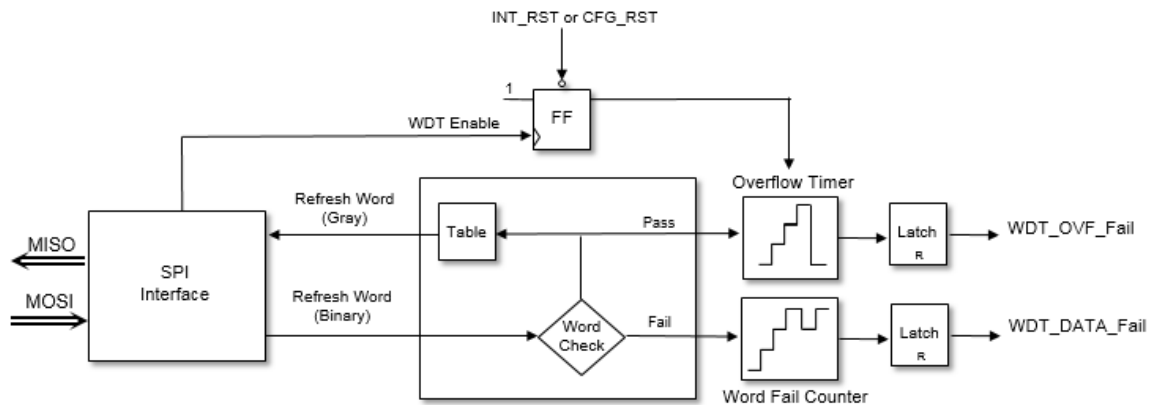 INT_RST or CFG_RST
1
FF
WDT Enable
Overflow Timer
Refresh Word
(Gray)
Table
Pass
Latch
R
WDT_OVF_Fail
MISO
SPI
Interface
MOSI
Refresh Word
(Binary)
Word
Check
Fail
Latch
R
WDT_DATA_Fail
Word Fail Counter